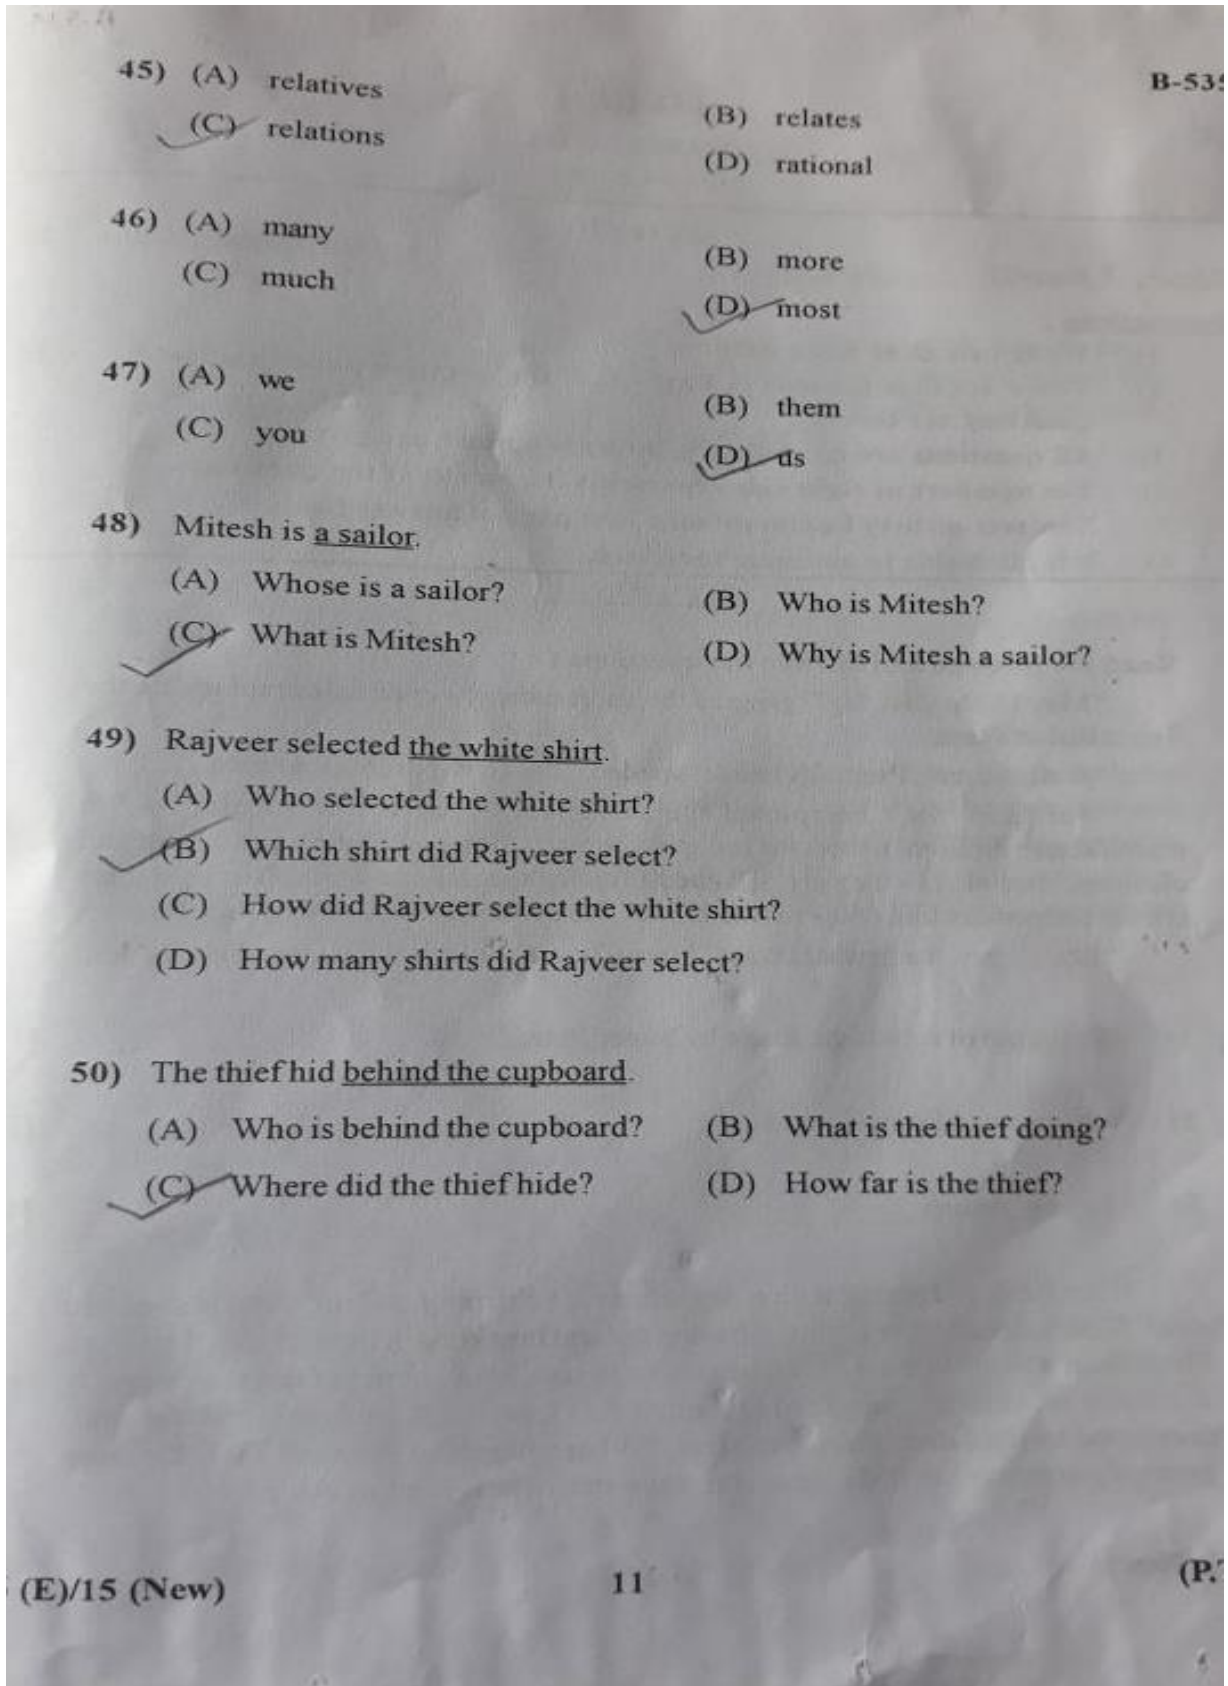 B-535
45) (A) relatives
(B) relates
(C) relations
(D) rational
46) (A) many
(B) more
(C) much
(D) most
47) (A) we
(B) them
(C) you
(D) us
48) Mitesh is a sailor.
(A) Whose is a sailor?
(B) Who is Mitesh?
(C) What is Mitesh?
(D) Why is Mitesh a sailor?
49) Rajveer selected the white shirt.
(A) Who selected the white shirt?
(B) Which shirt did Rajveer select?
(C) How did Rajveer select the white shirt?
(D) How many shirts did Rajveer select?
50) The thief hid behind the cupboard.
(A) Who is behind the cupboard?
(B) What is the thief doing?
(C) Where did the thief hide?
(D) How far is the thief?
(E)/15 (New)
11
(P.